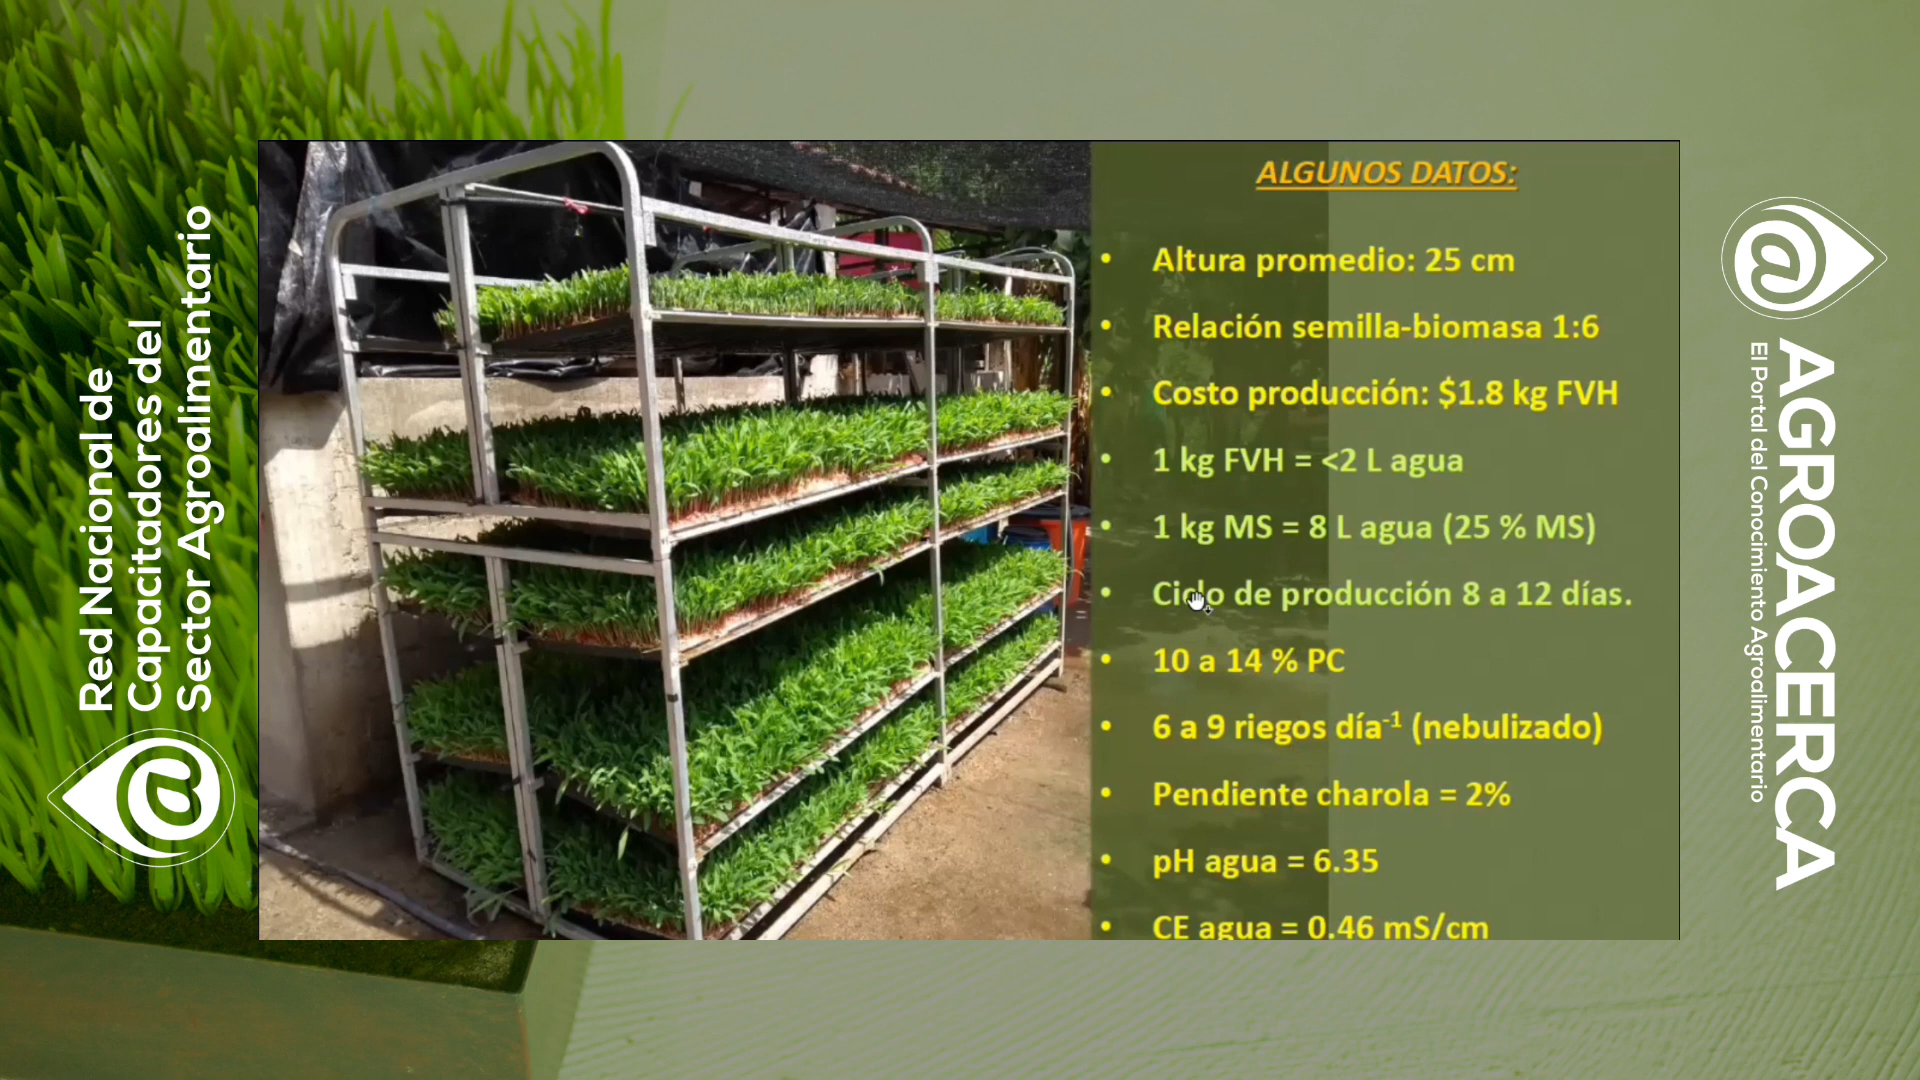 Red Nacional de
Capacitadores del
Sector Agroalimentario
ALGUNOS DATOS:
• Altura promedio: 25 cm
• Relación semilla-biomasa 1:6
• Costo producción: $1.8 kg FVH
• 1 kg FVH = <2 L agua
• 1 kg MS = 8 L agua (25 % MS)
• Ciclo de producción 8 a 12 días.
• 10 a 14 % PC
• 6 a 9 riegos día⁻¹ (nebulizado)
• Pendiente charola = 2%
• pH agua = 6.35
• CE agua = 0.46 mS/cm
AGROACERCA
El Portal del Conocimiento Agroalimentario